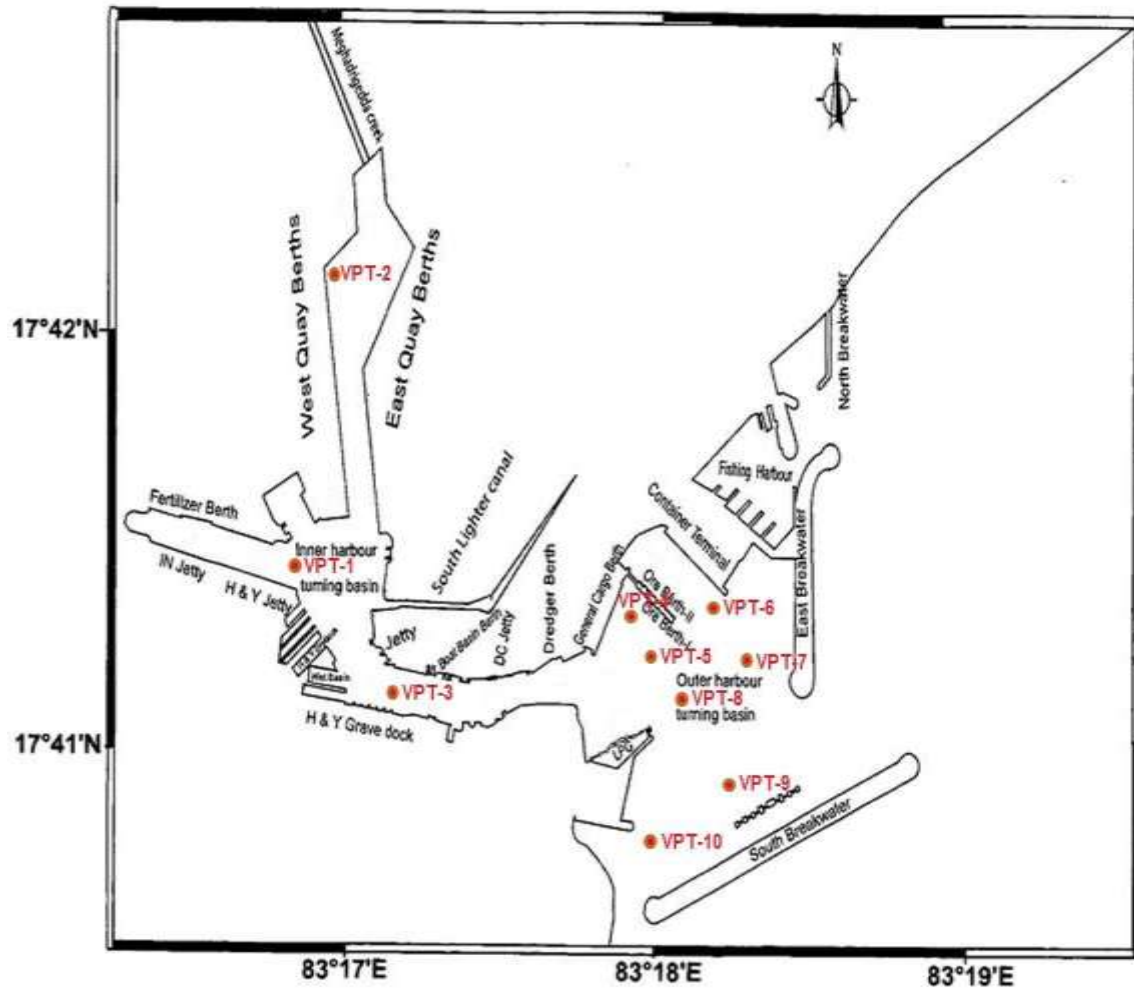 N
Meghadrigedda creek
West Quay Berths
VPT-2
East Quay Berths
17°42'N
North Breakwater
Fishing Harbour
Container Terminal
East Breakwater
South Lighter canal
Fertilizer Berth
IN Jetty
Inner harbour
VPT-1
turning basin
H & Y Jetty
Jetty
Boat Basin Berth
DC Jetty
Dredger Berth
General Cargo Berth
Ore Berth-II
Ore Berth-I
VPT-6
VPT-5
VPT-7
Outer harbour
VPT-8
turning basin
Wet Basin
VPT-3
H & Y Grave dock
LPG
17°41'N
VPT-9
South Breakwater
VPT-10
83°17'E
83°18'E
83°19'E